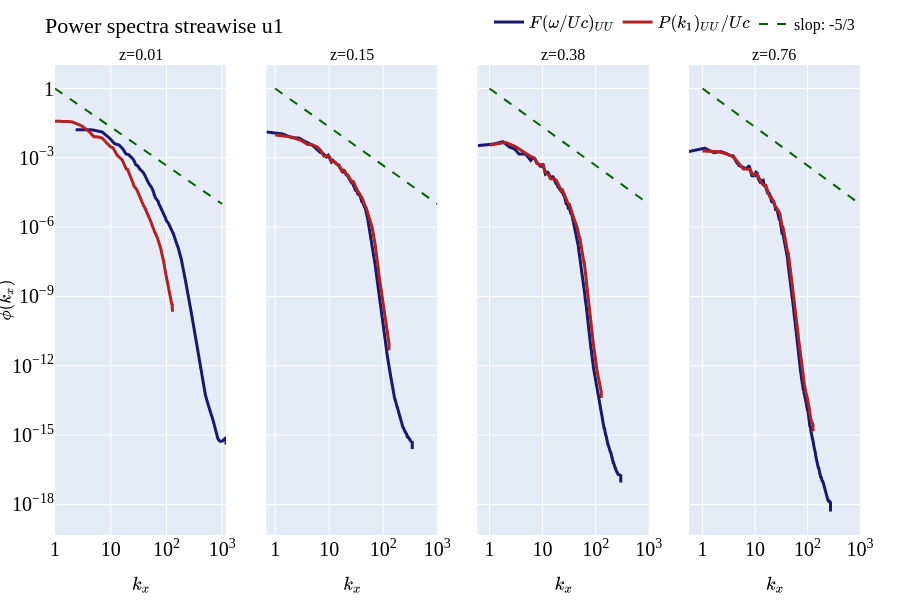 Power spectra streawise u1
F(ω/Uc)_{UU} P(k_1)_{UU}/Uc slop: -5/3
z=0.01 z=0.15 z=0.38 z=0.76
1
10^{−3}
10^{−6}
10^{−9}
10^{−12}
10^{−15}
10^{−18}
ϕ(k_x)
1 10 10^2 10^3 1 10 10^2 10^3 1 10 10^2 10^3 1 10 10^2 10^3
k_x k_x k_x k_x